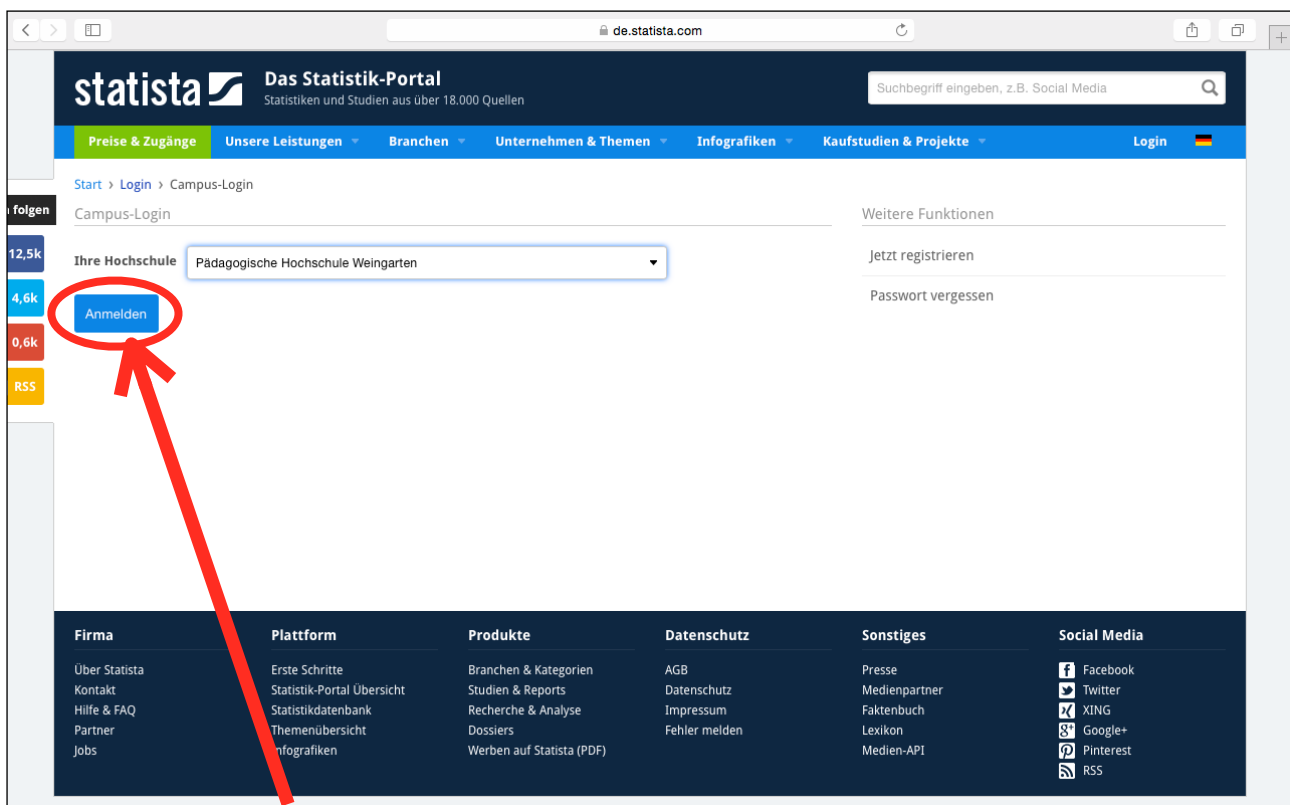 de.statista.com
statista
Das Statistik-Portal
Statistiken und Studien aus über 18.000 Quellen
Suchbegriff eingeben, z.B. Social Media
Preise & Zugänge Unsere Leistungen Branchen Unternehmen & Themen Infografiken Kaufstudien & Projekte Login
Start › Login › Campus-Login
folgen
12,5k
4,6k
0,6k
RSS
Campus-Login
Ihre Hochschule Pädagogische Hochschule Weingarten
Anmelden
Weitere Funktionen
Jetzt registrieren
Passwort vergessen
Firma
Über Statista
Kontakt
Hilfe & FAQ
Partner
Jobs
Plattform
Erste Schritte
Statistik-Portal Übersicht
Statistikdatenbank
Themenübersicht
Infografiken
Produkte
Branchen & Kategorien
Studien & Reports
Recherche & Analyse
Dossiers
Werben auf Statista (PDF)
Datenschutz
AGB
Datenschutz
Impressum
Fehler melden
Sonstiges
Presse
Medienpartner
Faktenbuch
Lexikon
Medien-API
Social Media
Facebook
Twitter
XING
Google+
Pinterest
RSS